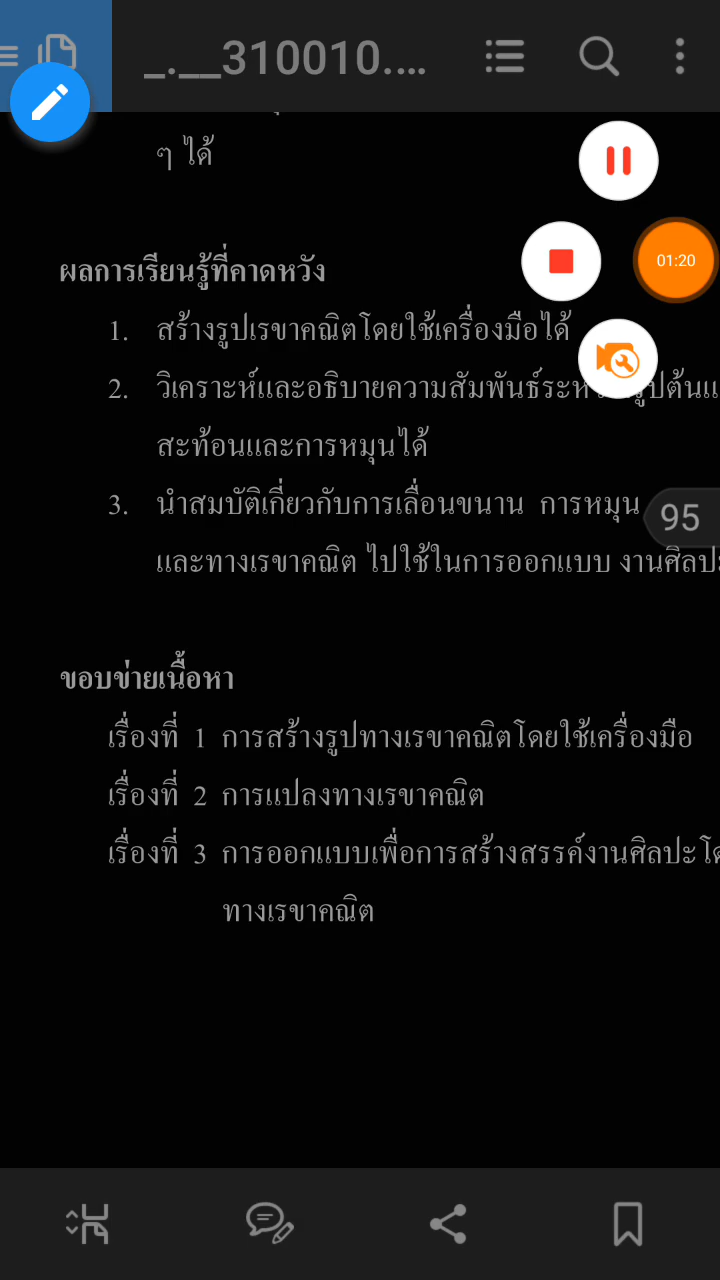 _.__310010.…
ๆ ได้
01:20
ผลการเรียนรู้ที่คาดหวัง
1. สร้างรูปเรขาคณิตโดยใช้เครื่องมือได้
2. วิเคราะห์และอธิบายความสัมพันธ์ระห รูปต้นแ
สะท้อนและการหมุนได้
3. นำสมบัติเกี่ยวกับการเลื่อนขนาน การหมุน
95
และทางเรขาคณิต ไปใช้ในการออกแบบ งานศิลปะ
ขอบข่ายเนื้อหา
เรื่องที่ 1 การสร้างรูปทางเรขาคณิตโดยใช้เครื่องมือ
เรื่องที่ 2 การแปลงทางเรขาคณิต
เรื่องที่ 3 การออกแบบเพื่อการสร้างสรรค์งานศิลปะโด
ทางเรขาคณิต